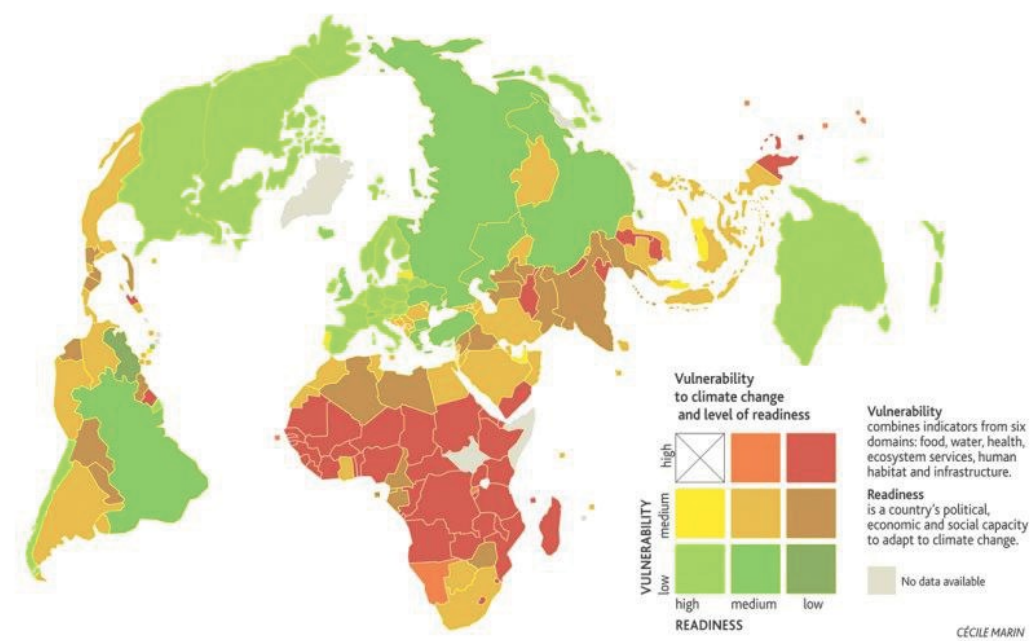 Vulnerability
to climate change
and level of readiness
high
medium
low
VULNERABILITY
high
medium
low
READINESS
Vulnerability
combines indicators from six
domains: food, water, health,
ecosystem services, human
habitat and infrastructure.
Readiness
is a country's political,
economic and social capacity
to adapt to climate change.
No data available
CÉCILE MARIN